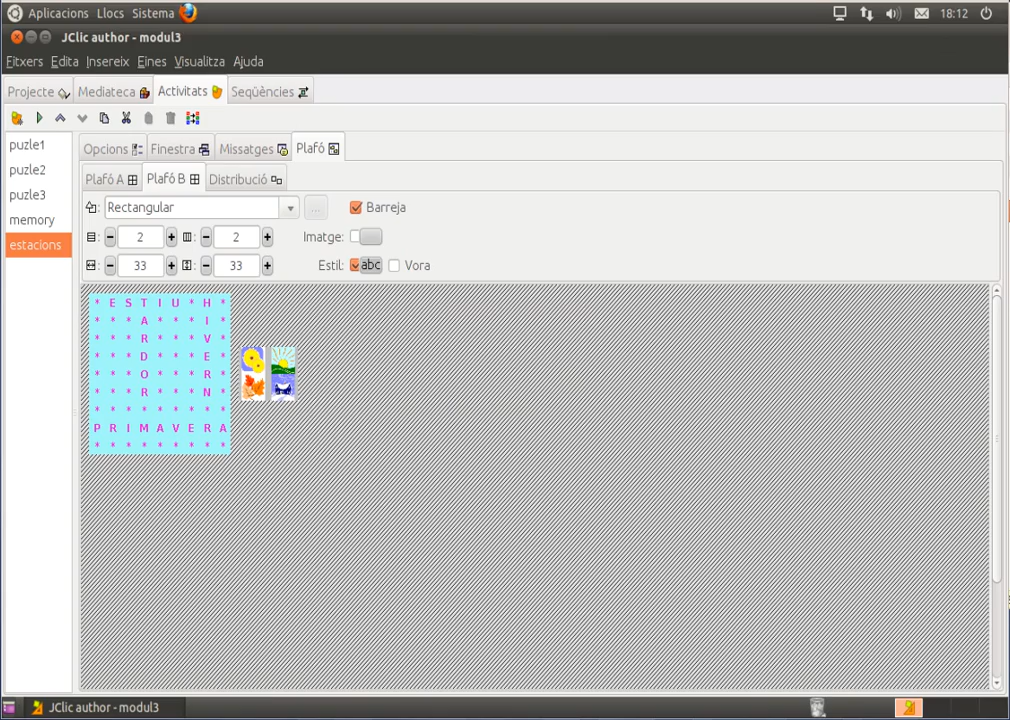 Aplicacions Llocs Sistema 18:12
JClic author - modul3
Fitxers Edita Insereix Eines Visualitza Ajuda
Projecte Mediateca Activitats Seqüències
puzle1
puzle2
puzle3
memory
estacions
Opcions Finestra Missatges Plafó
Plafó A Plafó B Distribució
Rectangular ... Barreja
2 2 Imatge:
33 33 Estil: abc Vora
* E S T I U * H *
* * * A * * * I *
* * * R * * * V *
* * * D * * * E *
* * * O * * * R *
* * * R * * * N *
* * * * * * * * *
P R I M A V E R A
* * * * * * * * *
JClic author - modul3